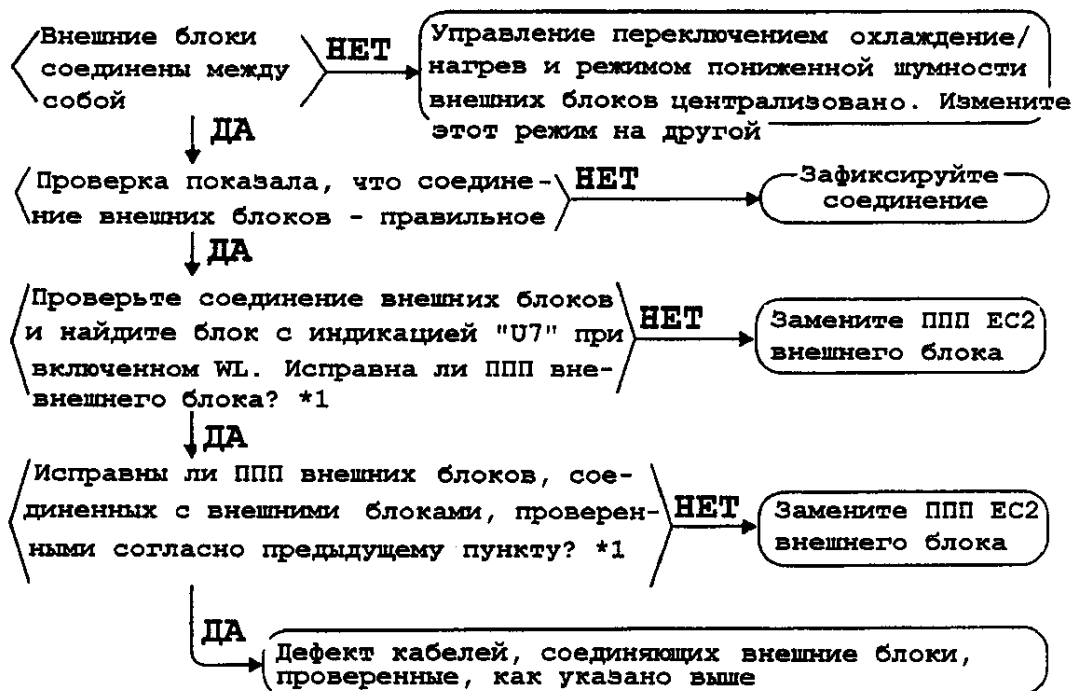 Внешние блоки
соединены между
собой
НЕТ
Управление переключением охлаждение/
нагрев и режимом пониженной шумности
внешних блоков централизовано. Измените
этот режим на другой
ДА
Проверка показала, что соедине-
ние внешних блоков - правильное
НЕТ
Зафиксируйте
соединение
ДА
Проверьте соединение внешних блоков
и найдите блок с индикацией "U7" при
включенном WL. Исправна ли ППП вне-
внешнего блока? *1
НЕТ
Замените ППП EC2
внешнего блока
ДА
Исправны ли ППП внешних блоков, сое-
диненных с внешними блоками, проверен-
ными согласно предыдущему пункту? *1
НЕТ
Замените ППП EC2
внешнего блока
ДА
Дефект кабелей, соединяющих внешние блоки,
проверенные, как указано выше